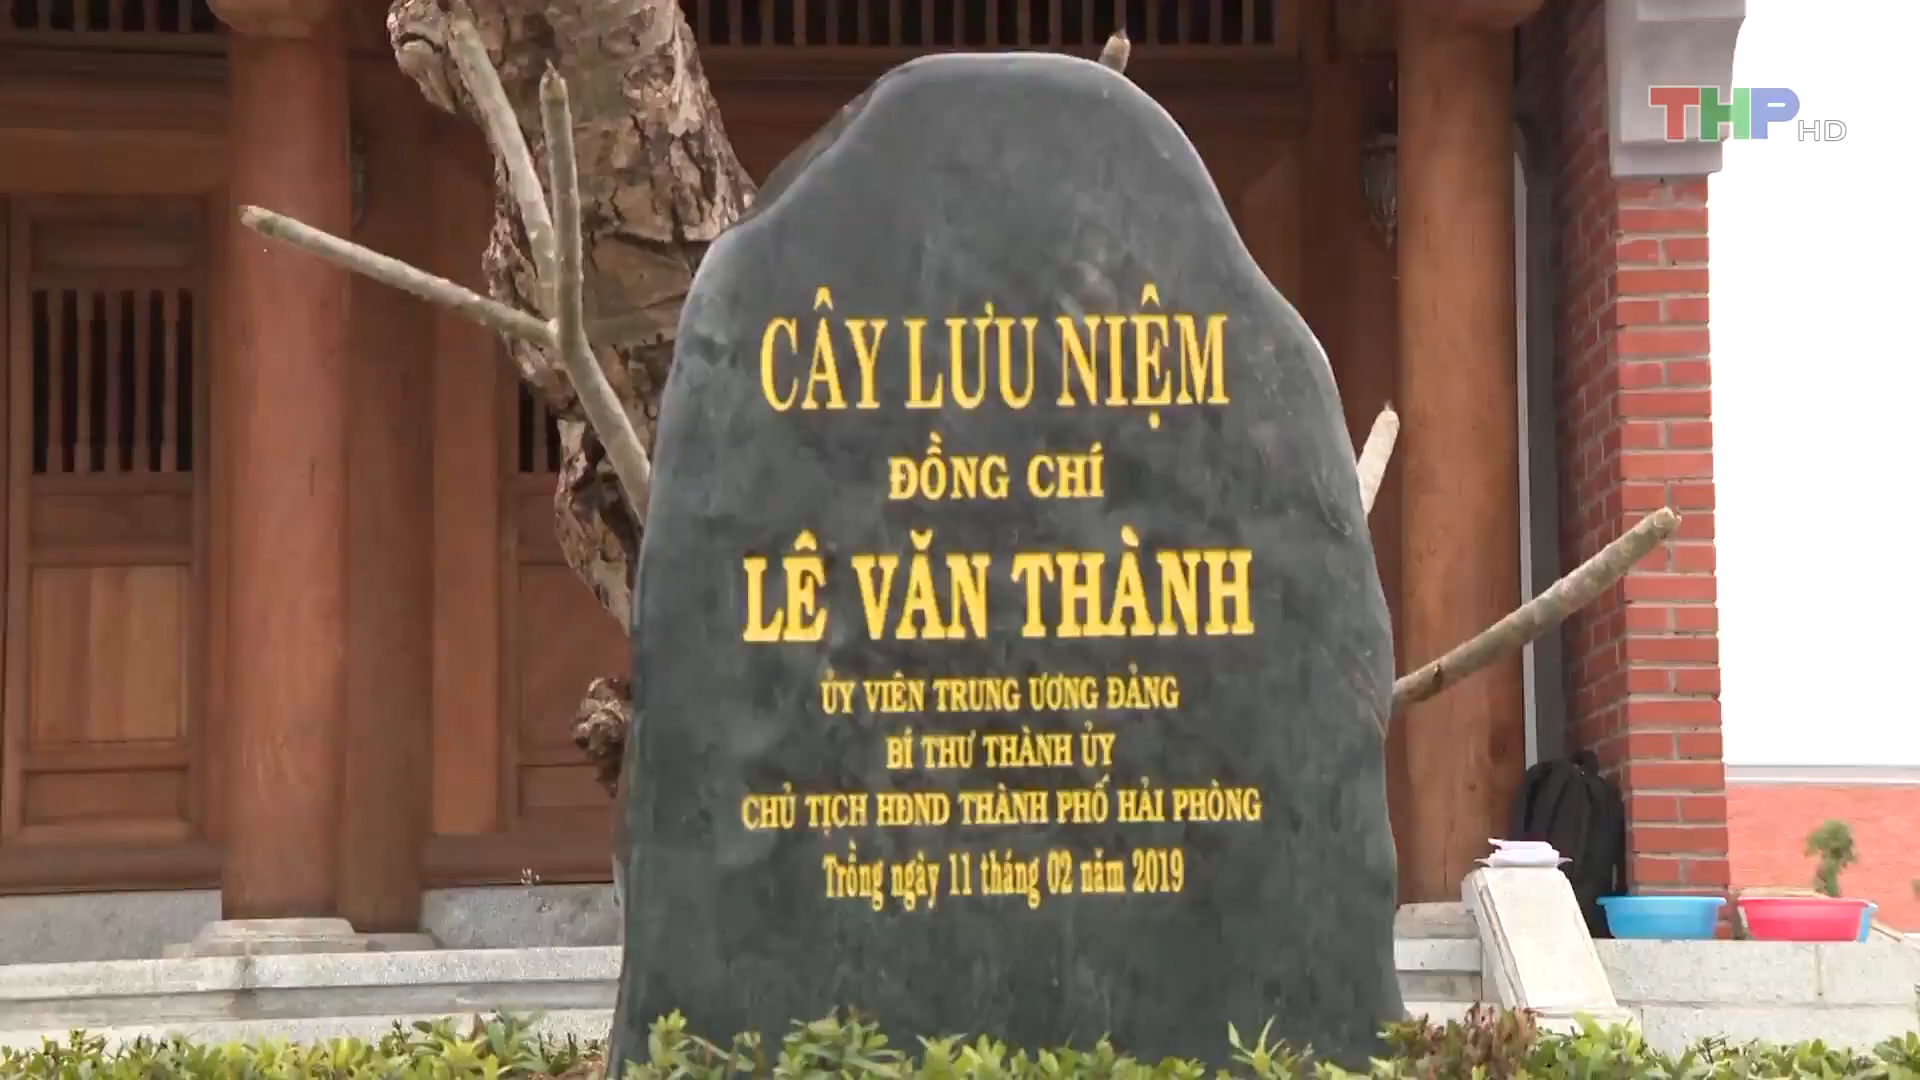 THP HD
CÂY LƯU NIỆM
ĐỒNG CHÍ
LÊ VĂN THÀNH
ỦY VIÊN TRUNG ƯƠNG ĐẢNG
BÍ THƯ THÀNH ỦY
CHỦ TỊCH HĐND THÀNH PHỐ HẢI PHÒNG
Trồng ngày 11 tháng 02 năm 2019